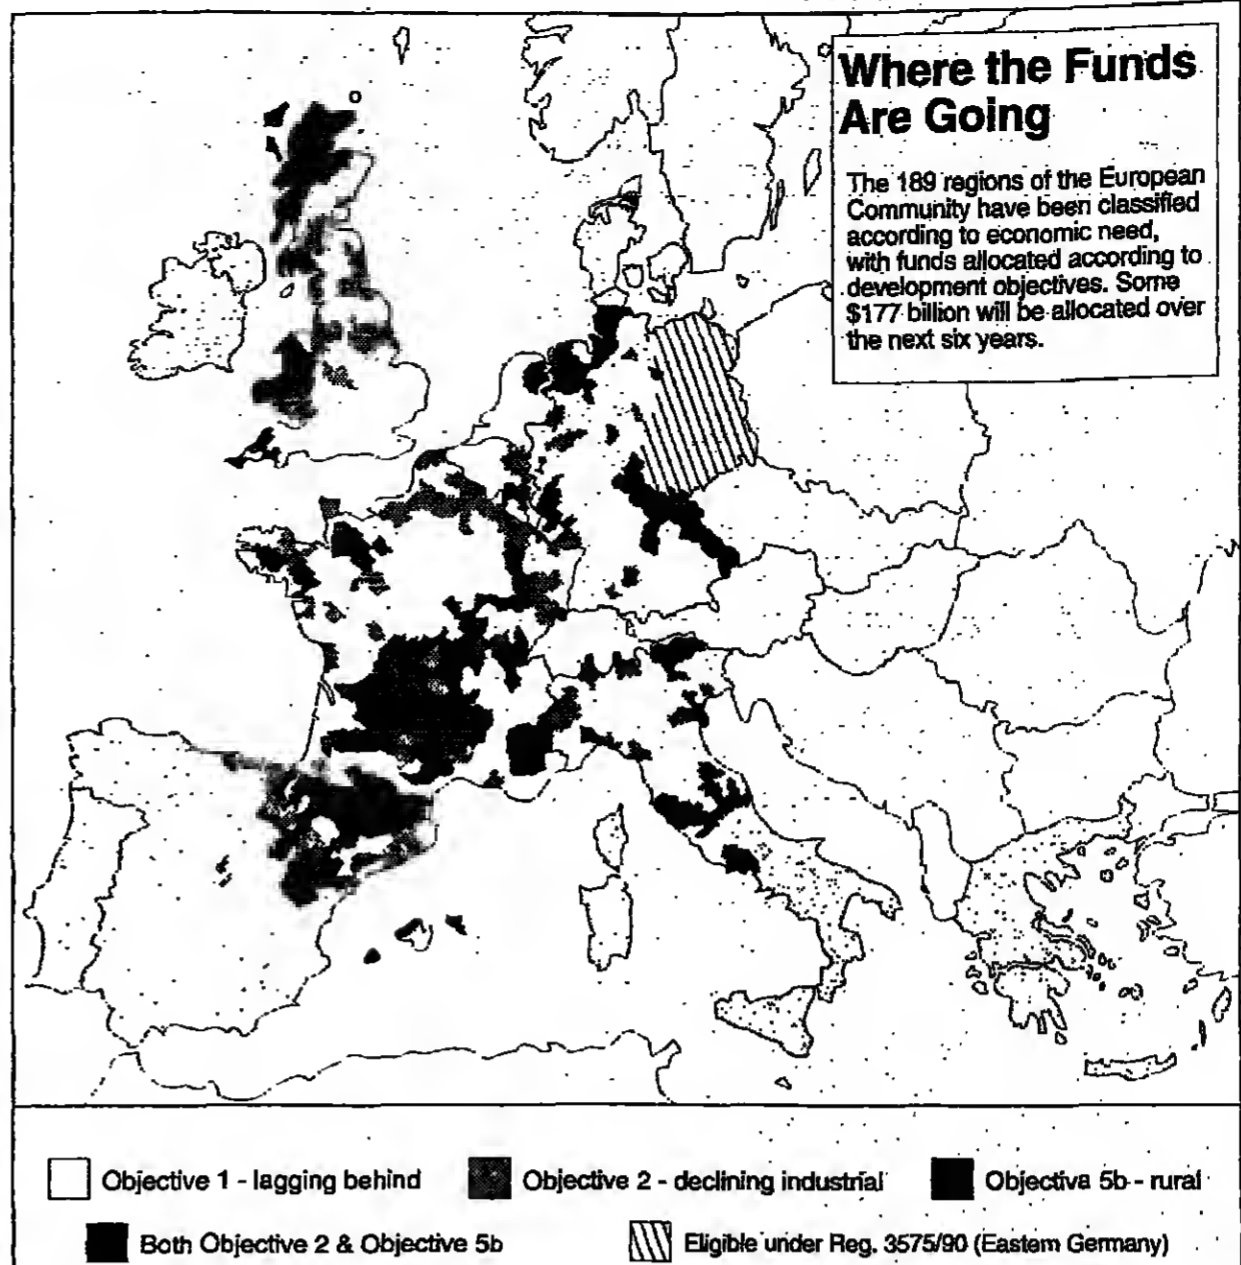 Where the Funds
Are Going
The 189 regions of the European
Community have been classified
according to economic need,
with funds allocated according to
development objectives. Some
$177 billion will be allocated over
the next six years.
Objective 1 - lagging behind
Objective 2 - declining industrial
Objectiva 5b - rural
Both Objective 2 & Objective 5b
Eligible under Reg. 3575/90 (Eastern Germany)